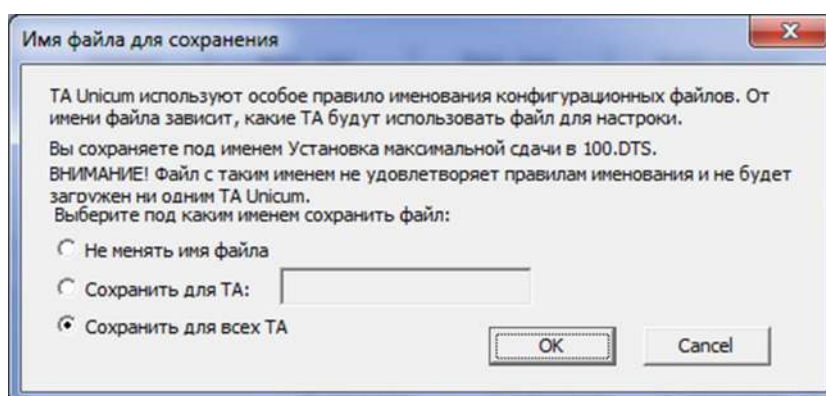 Имя файла для сохранения
TA Unicum используют особое правило именования конфигурационных файлов. От
имени файла зависит, какие ТА будут использовать файл для настроки.
Вы сохраняете под именем Установка максимальной сдачи в 100.DTS.
ВНИМАНИЕ! Файл с таким именем не удовлетворяет правилам именования и не будет
загружен ни одним ТА Unicum.
Выберите под каким именем сохранить файл:
Не менять имя файла
Сохранить для ТА:
Сохранить для всех ТА
OK
Cancel